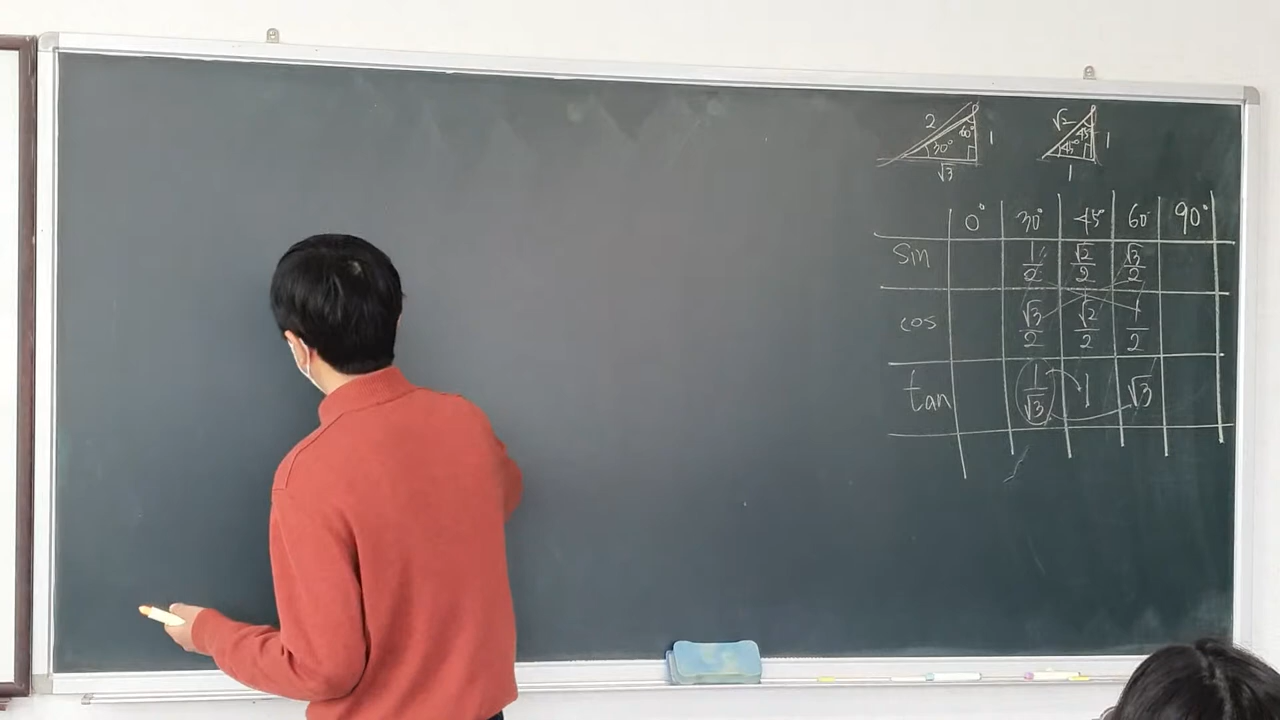 2 60° 1 30° √3
√2 45° 1 45° 1
0° 30° 45° 60° 90°
sin 1/2 √2/2 √3/2
cos √3/2 √2/2 1/2
tan 1/√3 1 √3